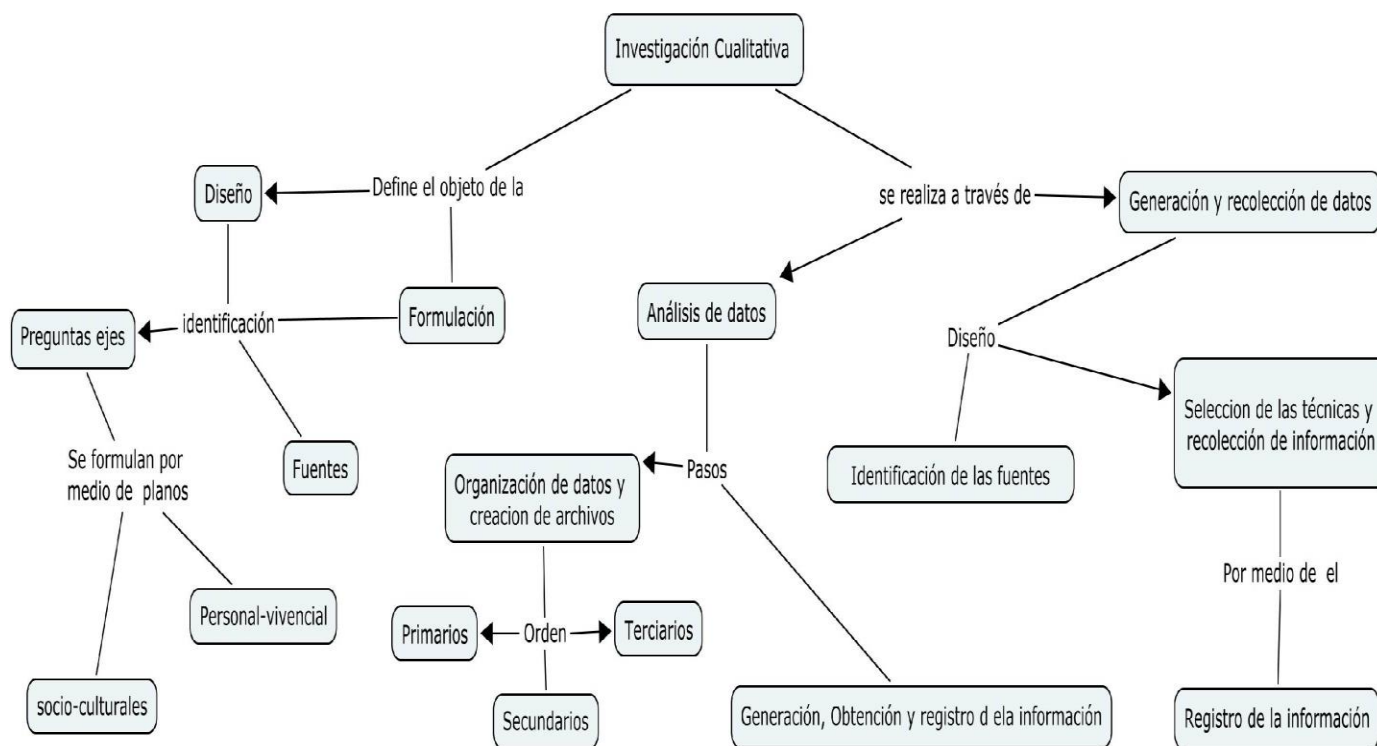 Investigación Cualitativa
Diseño
Define el objeto de la
se realiza a través de
Generación y recolección de datos
Preguntas ejes
identificación
Formulación
Análisis de datos
Diseño
Seleccion de las técnicas y
recolección de información
Se formulan por
medio de planos
Fuentes
Organización de datos y
creacion de archivos
Pasos
Identificación de las fuentes
Por medio de el
Personal-vivencial
Primarios
Orden
Terciarios
socio-culturales
Secundarios
Generación, Obtención y registro d ela información
Registro de la información